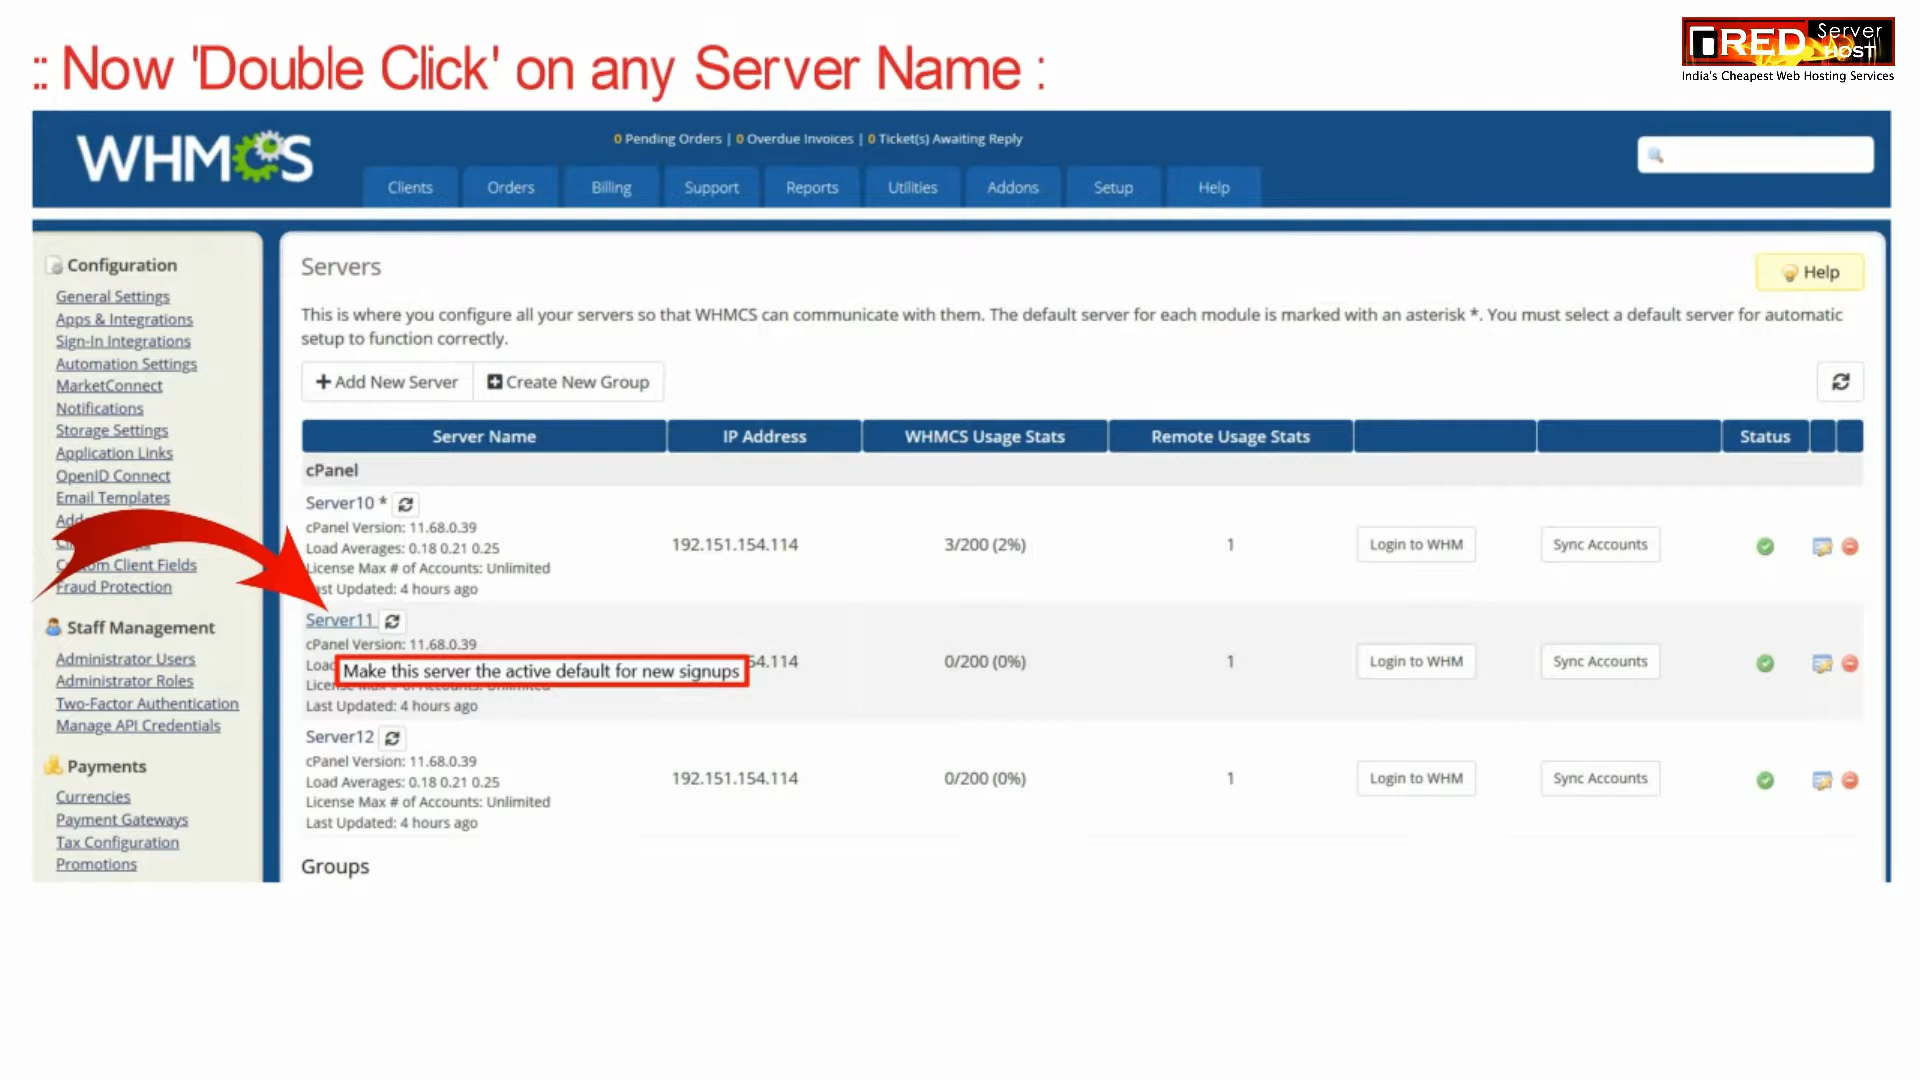 :: Now 'Double Click' on any Server Name :
RED Server HOST
India's Cheapest Web Hosting Services
WHMCS
0 Pending Orders | 0 Overdue Invoices | 0 Ticket(s) Awaiting Reply
Clients Orders Billing Support Reports Utilities Addons Setup Help
Configuration
General Settings
Apps & Integrations
Sign-In Integrations
Automation Settings
MarketConnect
Notifications
Storage Settings
Application Links
OpenID Connect
Email Templates
Client Fields
Fraud Protection
Staff Management
Administrator Users
Administrator Roles
Two-Factor Authentication
Manage API Credentials
Payments
Currencies
Payment Gateways
Tax Configuration
Promotions
Servers
Help
This is where you configure all your servers so that WHMCS can communicate with them. The default server for each module is marked with an asterisk *. You must select a default server for automatic
setup to function correctly.
Add New Server Create New Group
Server Name IP Address WHMCS Usage Stats Remote Usage Stats Status
cPanel
Server10 *
cPanel Version: 11.68.0.39
Load Averages: 0.18 0.21 0.25
License Max # of Accounts: Unlimited
Last Updated: 4 hours ago
192.151.154.114 3/200 (2%) 1 Login to WHM Sync Accounts
Server11
cPanel Version: 11.68.0.39
Make this server the active default for new signups
Last Updated: 4 hours ago
54.114 0/200 (0%) 1 Login to WHM Sync Accounts
Server12
cPanel Version: 11.68.0.39
Load Averages: 0.18 0.21 0.25
License Max # of Accounts: Unlimited
Last Updated: 4 hours ago
192.151.154.114 0/200 (0%) 1 Login to WHM Sync Accounts
Groups